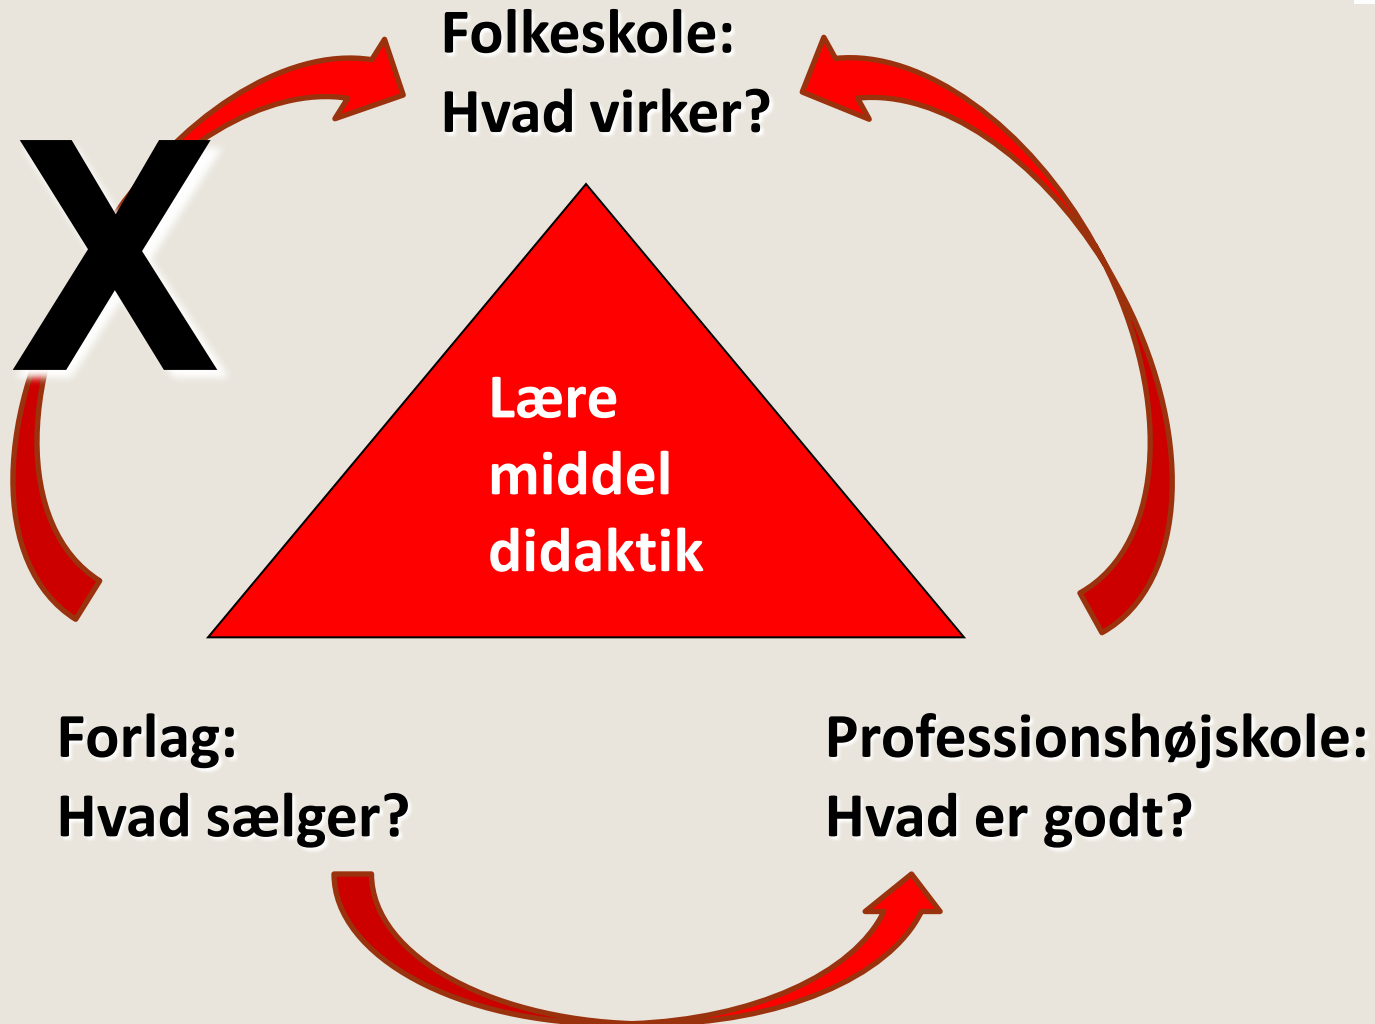 Folkeskole:
Hvad virker?
X
Lære
middel
didaktik
Forlag:
Hvad sælger?
Professionshøjskole:
Hvad er godt?